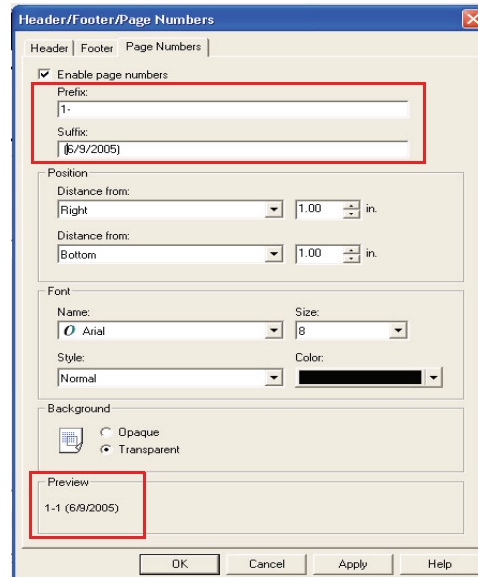 Header/Footer/Page Numbers
Header Footer Page Numbers
Enable page numbers
Prefix:
1-
Suffix:
(6/9/2005)
Position
Distance from:
Right 1.00 in.
Distance from:
Bottom 1.00 in.
Font
Name: Size:
O Arial 8
Style: Color:
Normal
Background
Opaque
Transparent
Preview
1-1 (6/9/2005)
OK Cancel Apply Help